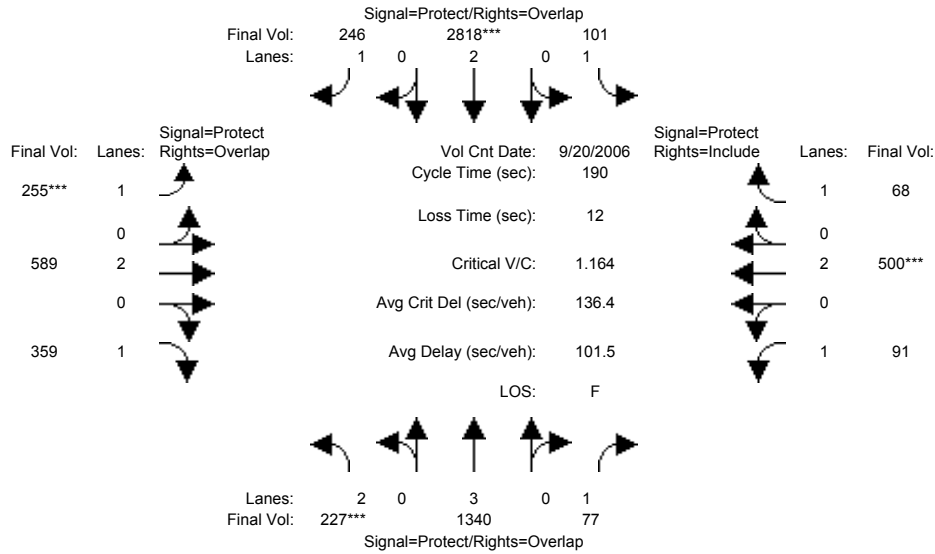 Signal=Protect/Rights=Overlap
Final Vol: 246 2818*** 101
Lanes: 1 0 2 0 1
Signal=Protect Signal=Protect
Final Vol: Lanes: Rights=Overlap Vol Cnt Date: 9/20/2006 Rights=Include Lanes: Final Vol:
Cycle Time (sec): 190
255*** 1 1 68
Loss Time (sec): 12
0 0
589 2 Critical V/C: 1.164 2 500***
0 Avg Crit Del (sec/veh): 136.4 0
359 1 Avg Delay (sec/veh): 101.5 1 91
LOS: F
Lanes: 2 0 3 0 1
Final Vol: 227*** 1340 77
Signal=Protect/Rights=Overlap